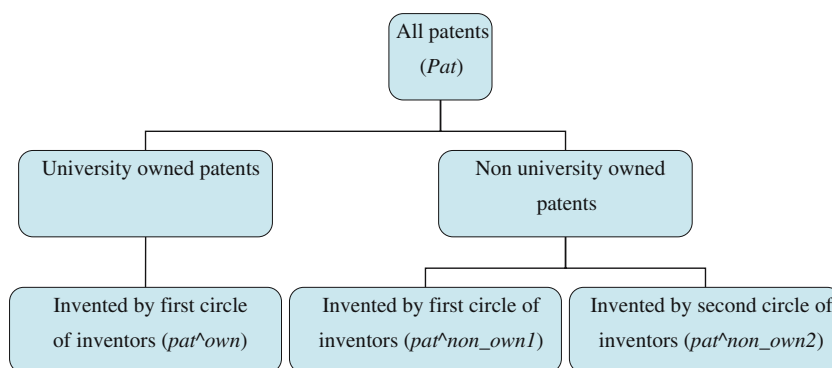 All patents
(Pat)
University owned patents
Non university owned
patents
Invented by first circle
of inventors (pat^own)
Invented by first circle of
inventors (pat^non_own1)
Invented by second circle of
inventors (pat^non_own2)